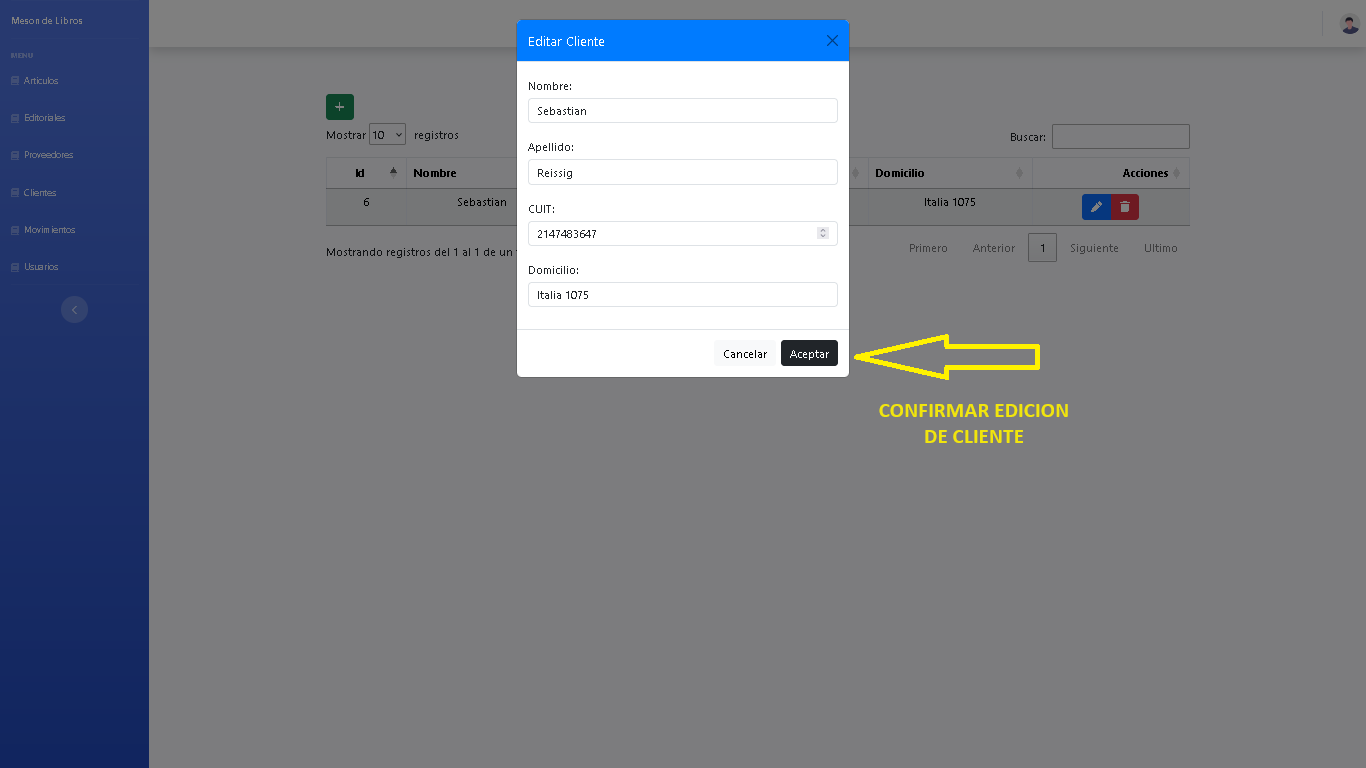 Meson de Libros
MENU
Articulos
Editoriales
Proveedores
Clientes
Movimientos
Usuarios
Editar Cliente
Nombre:
Sebastian
Apellido:
Reissig
CUIT:
2147483647
Domicilio:
Italia 1075
Cancelar Aceptar
Mostrar 10 registros
Buscar:
Id Nombre Domicilio Acciones
6 Sebastian Italia 1075
Mostrando registros del 1 al 1 de un
Primero Anterior 1 Siguiente Ultimo
CONFIRMAR EDICION
DE CLIENTE